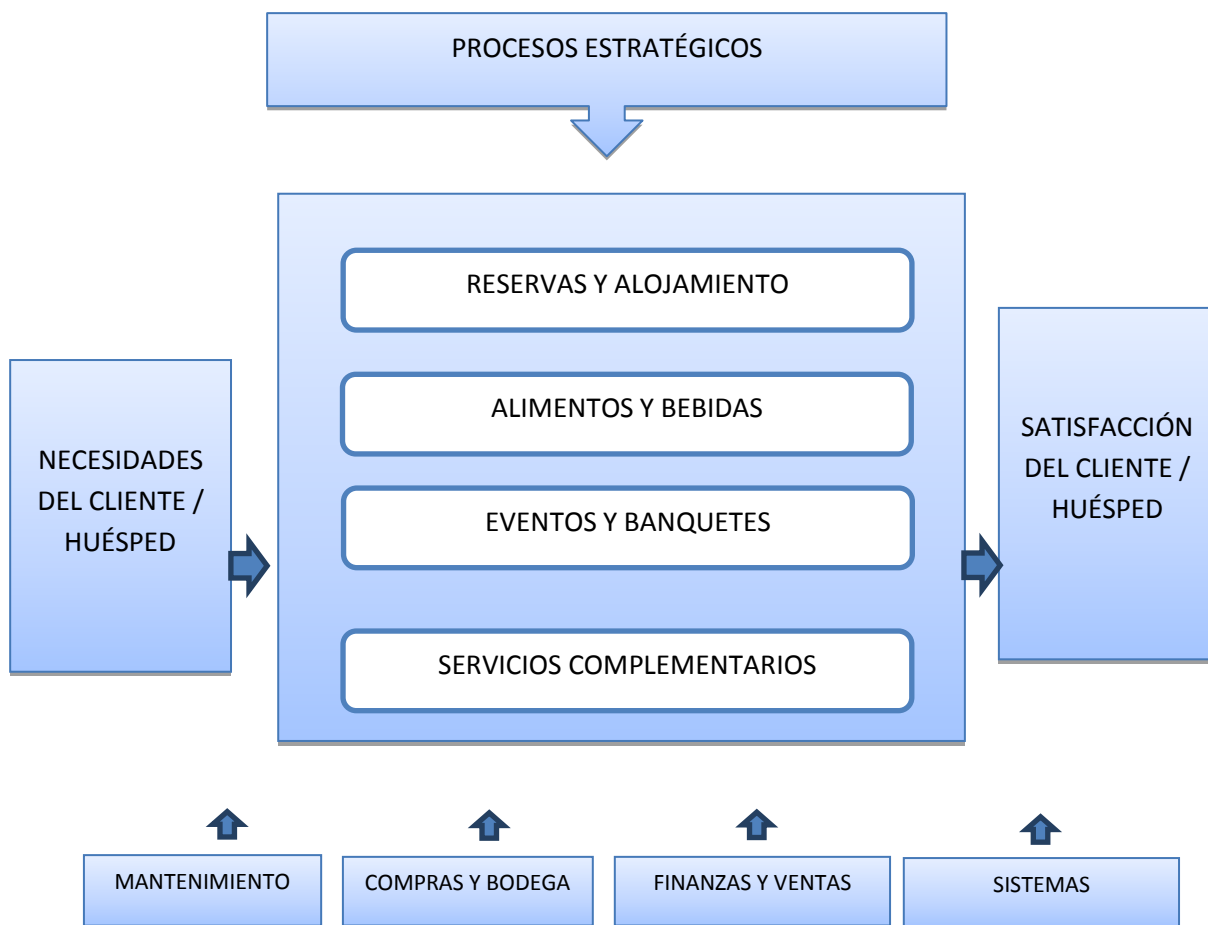 PROCESOS ESTRATÉGICOS
RESERVAS Y ALOJAMIENTO
ALIMENTOS Y BEBIDAS
EVENTOS Y BANQUETES
SERVICIOS COMPLEMENTARIOS
NECESIDADES
DEL CLIENTE /
HUÉSPED
SATISFACCIÓN
DEL CLIENTE /
HUÉSPED
MANTENIMIENTO
COMPRAS Y BODEGA
FINANZAS Y VENTAS
SISTEMAS